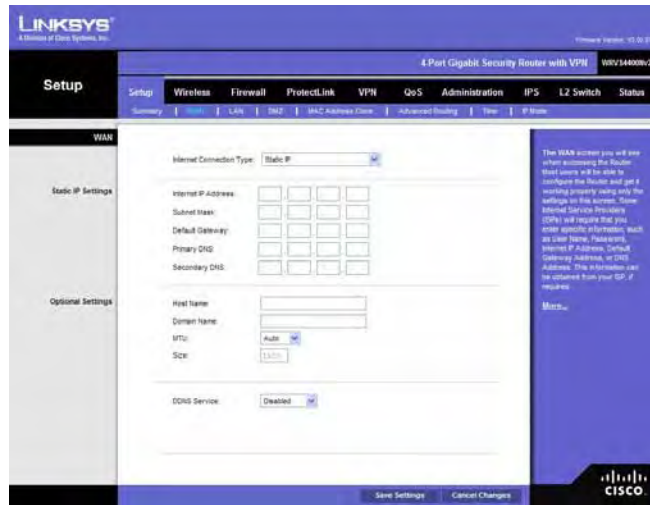 LINKSYS®
A Division of Cisco Systems, Inc.
4-Port Gigabit Security Router with VPN
Setup
Setup Wireless Firewall ProtectLink VPN QoS Administration IPS L2 Switch Status
Summary | WAN | LAN | DMZ | MAC Address Clone | Advanced Routing | Time | IP Mode
WAN
Internet Connection Type: Static IP
Static IP Settings
Internet IP Address:
Subnet Mask:
Default Gateway:
Primary DNS:
Secondary DNS:
Optional Settings
Host Name:
Domain Name:
MTU: Auto
Size: 1500
DDNS Service: Disabled
The WAN screen you will see
when accessing the Router.
Most users will be able to
configure the Router and get it
working properly using only the
settings on this screen. Some
Internet Service Providers
(ISPs) will require that you
enter specific information, such
as User Name, Password,
Internet IP Address, Default
Gateway Address, or DNS
Address. This information can
be obtained from your ISP, if
required.
More...
Save Settings Cancel Changes
CISCO